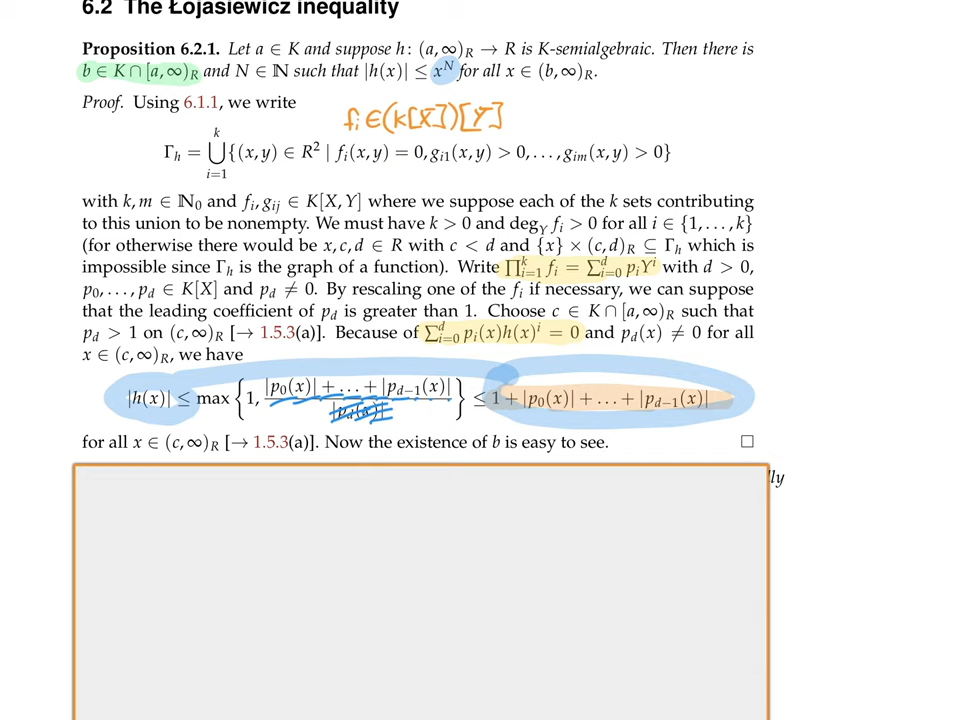 6.2 The Łojasiewicz inequality
Proposition 6.2.1. Let a ∈ K and suppose h: (a, ∞)_R → R is K-semialgebraic. Then there is
b ∈ K ∩ [a, ∞)_R and N ∈ ℕ such that |h(x)| ≤ x^N for all x ∈ (b, ∞)_R.
Proof. Using 6.1.1, we write
f_i ∈ (K[X])[Y]
Γ_h = ⋃_{i=1}^{k} {(x, y) ∈ R² | f_i(x, y) = 0, g_{i1}(x, y) > 0, . . . , g_{im}(x, y) > 0}
with k, m ∈ ℕ_0 and f_i, g_{ij} ∈ K[X, Y] where we suppose each of the k sets contributing
to this union to be nonempty. We must have k > 0 and deg_Y f_i > 0 for all i ∈ {1, . . . , k}
(for otherwise there would be x, c, d ∈ R with c < d and {x} × (c, d)_R ⊆ Γ_h which is
impossible since Γ_h is the graph of a function). Write ∏_{i=1}^{k} f_i = ∑_{i=0}^{d} p_i Y^i with d > 0,
p_0, . . . , p_d ∈ K[X] and p_d ≠ 0. By rescaling one of the f_i if necessary, we can suppose
that the leading coefficient of p_d is greater than 1. Choose c ∈ K ∩ [a, ∞)_R such that
p_d > 1 on (c, ∞)_R [→ 1.5.3(a)]. Because of ∑_{i=0}^{d} p_i(x)h(x)^i = 0 and p_d(x) ≠ 0 for all
x ∈ (c, ∞)_R, we have
|h(x)| ≤ max {1, (|p_0(x)| + . . . + |p_{d−1}(x)|) / |p_d(x)|} ≤ 1 + |p_0(x)| + . . . + |p_{d−1}(x)|
for all x ∈ (c, ∞)_R [→ 1.5.3(a)]. Now the existence of b is easy to see. □
lly